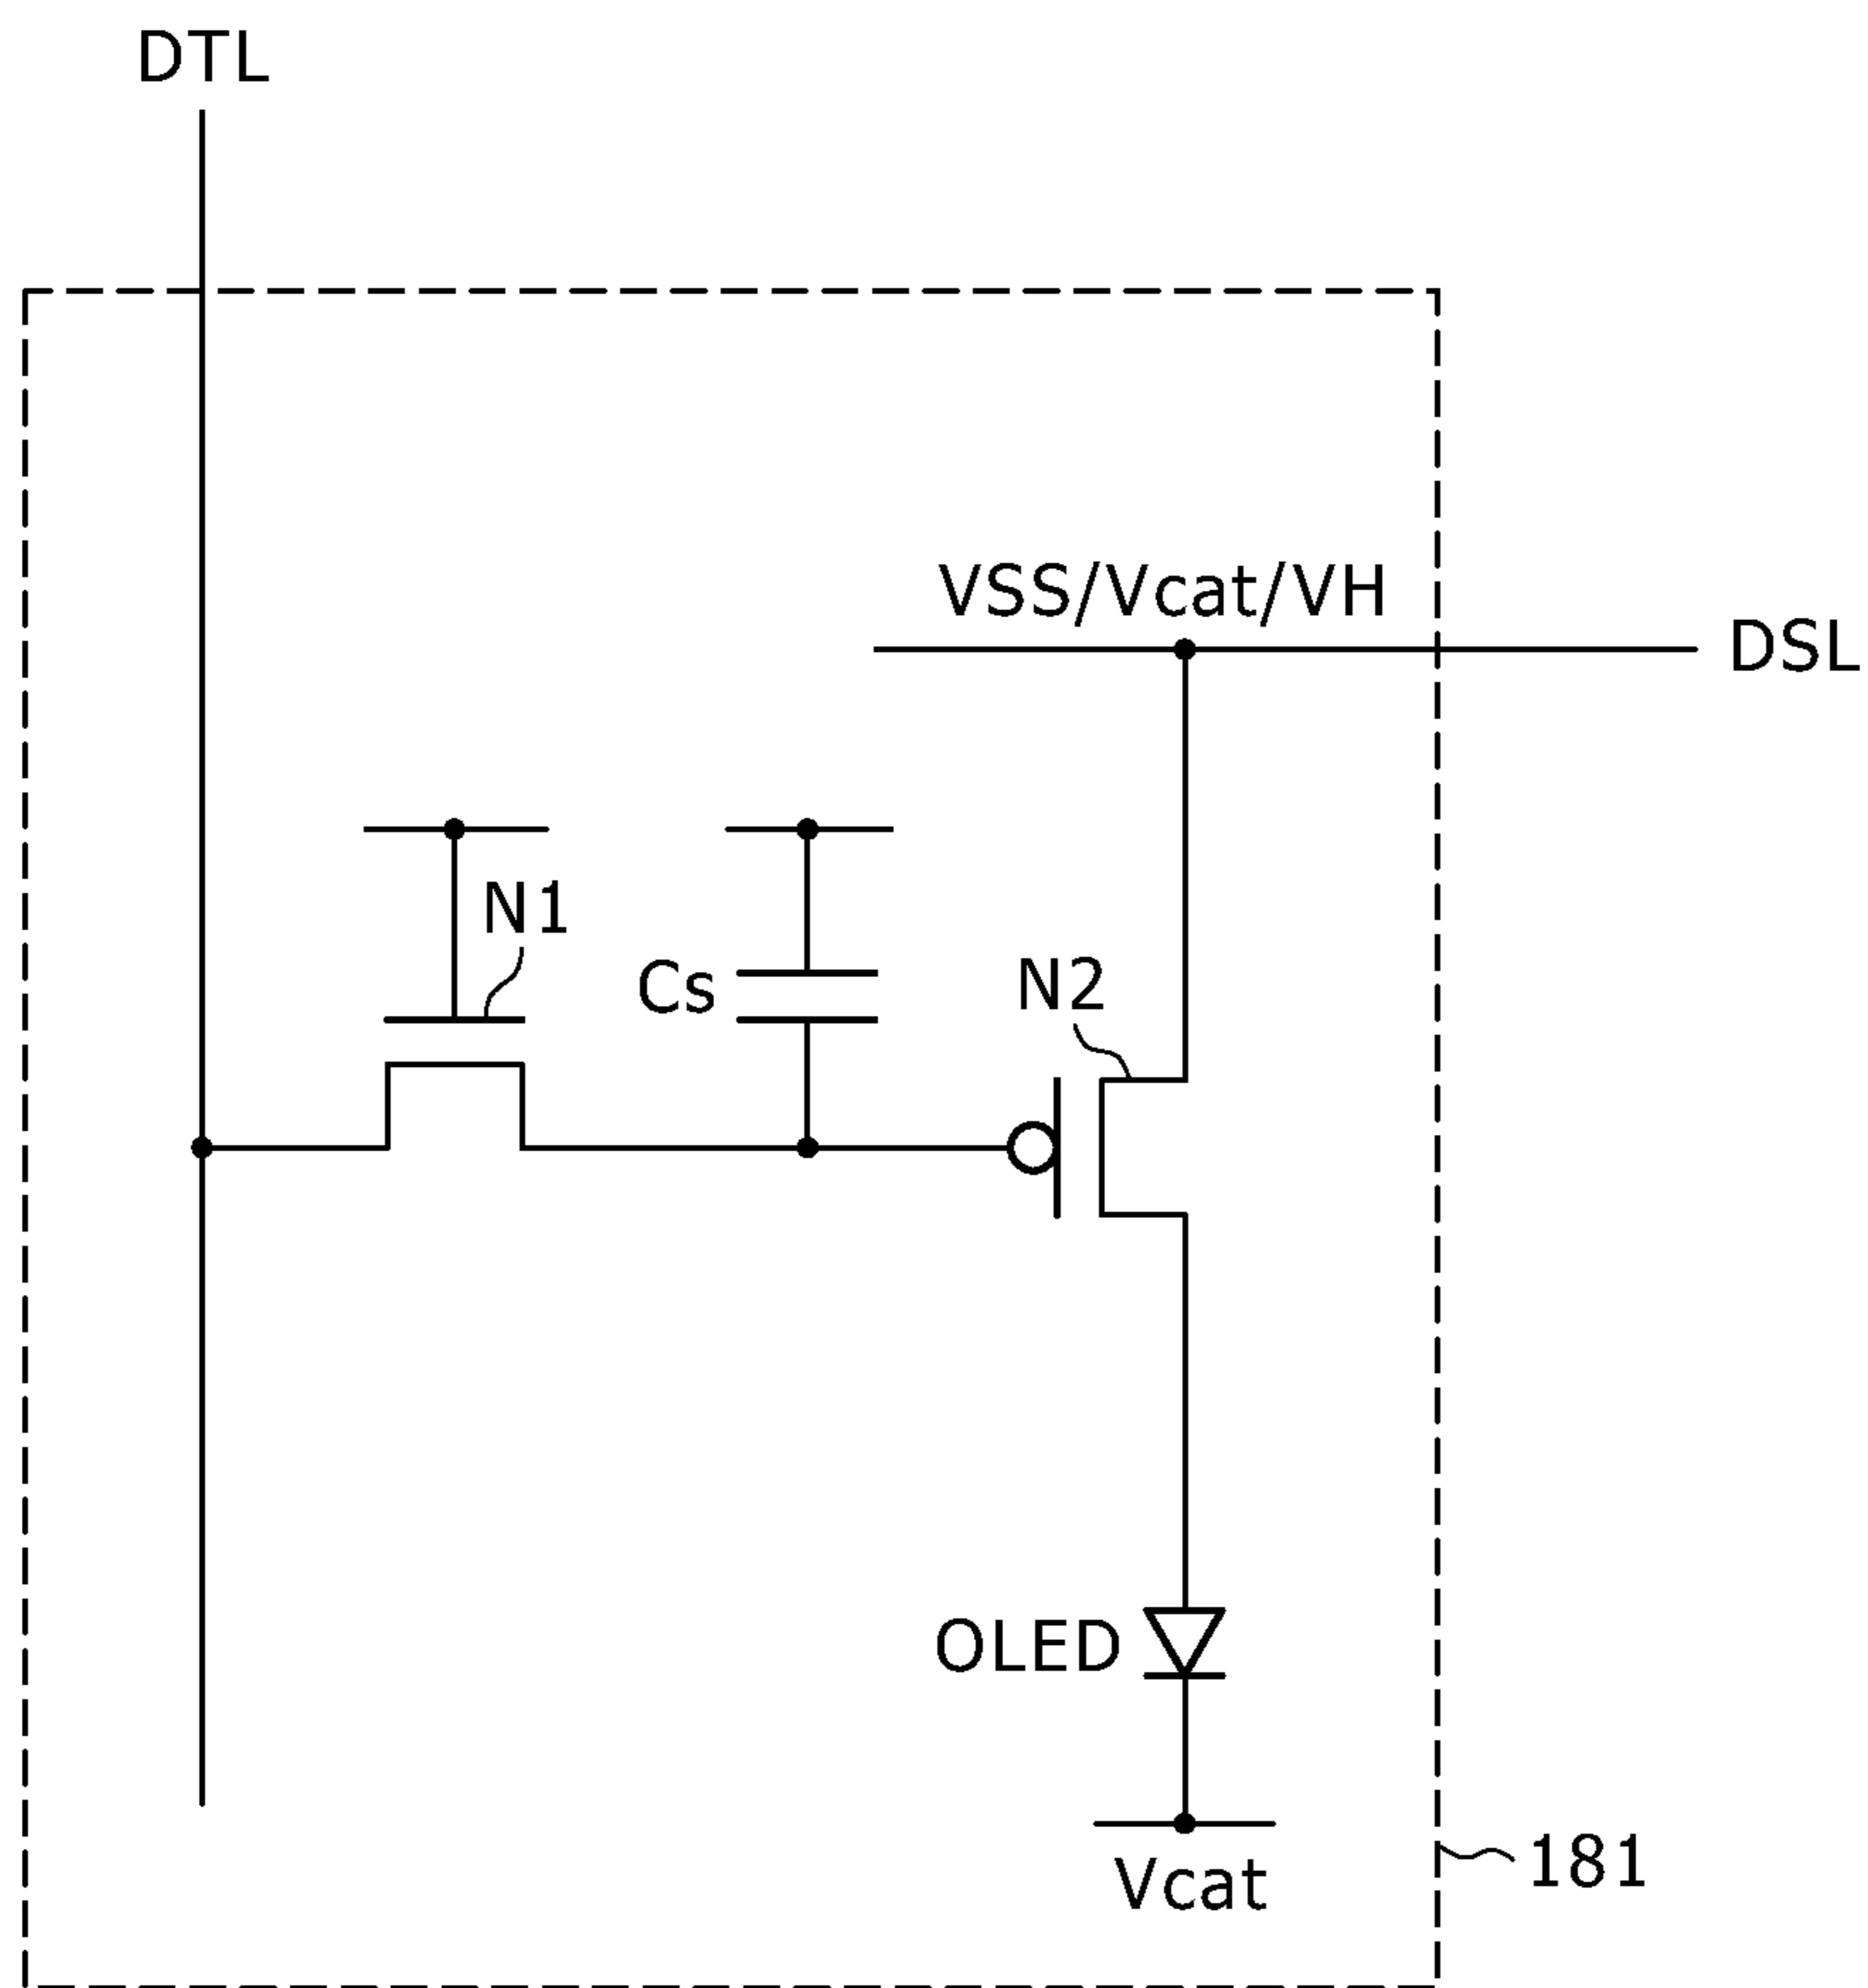 DTL
VSS/Vcat/VH
DSL
N1
Cs
N2
OLED
Vcat
181